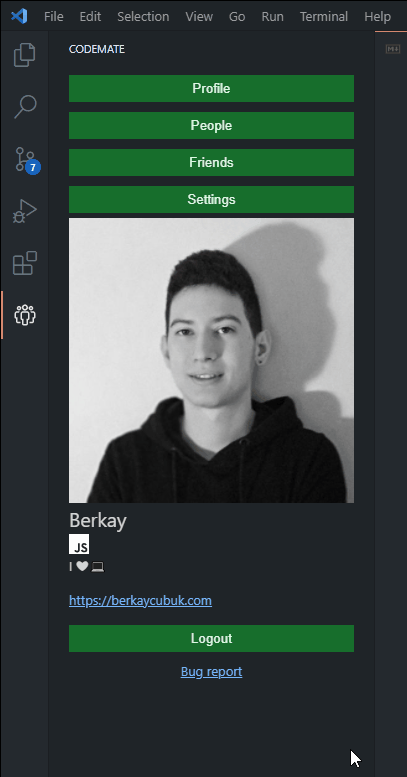 File Edit Selection View Go Run Terminal Help
CODEMATE
Profile
People
7
Friends
Settings
Berkay
JS
I 🖤 💻
https://berkaycubuk.com
Logout
Bug report